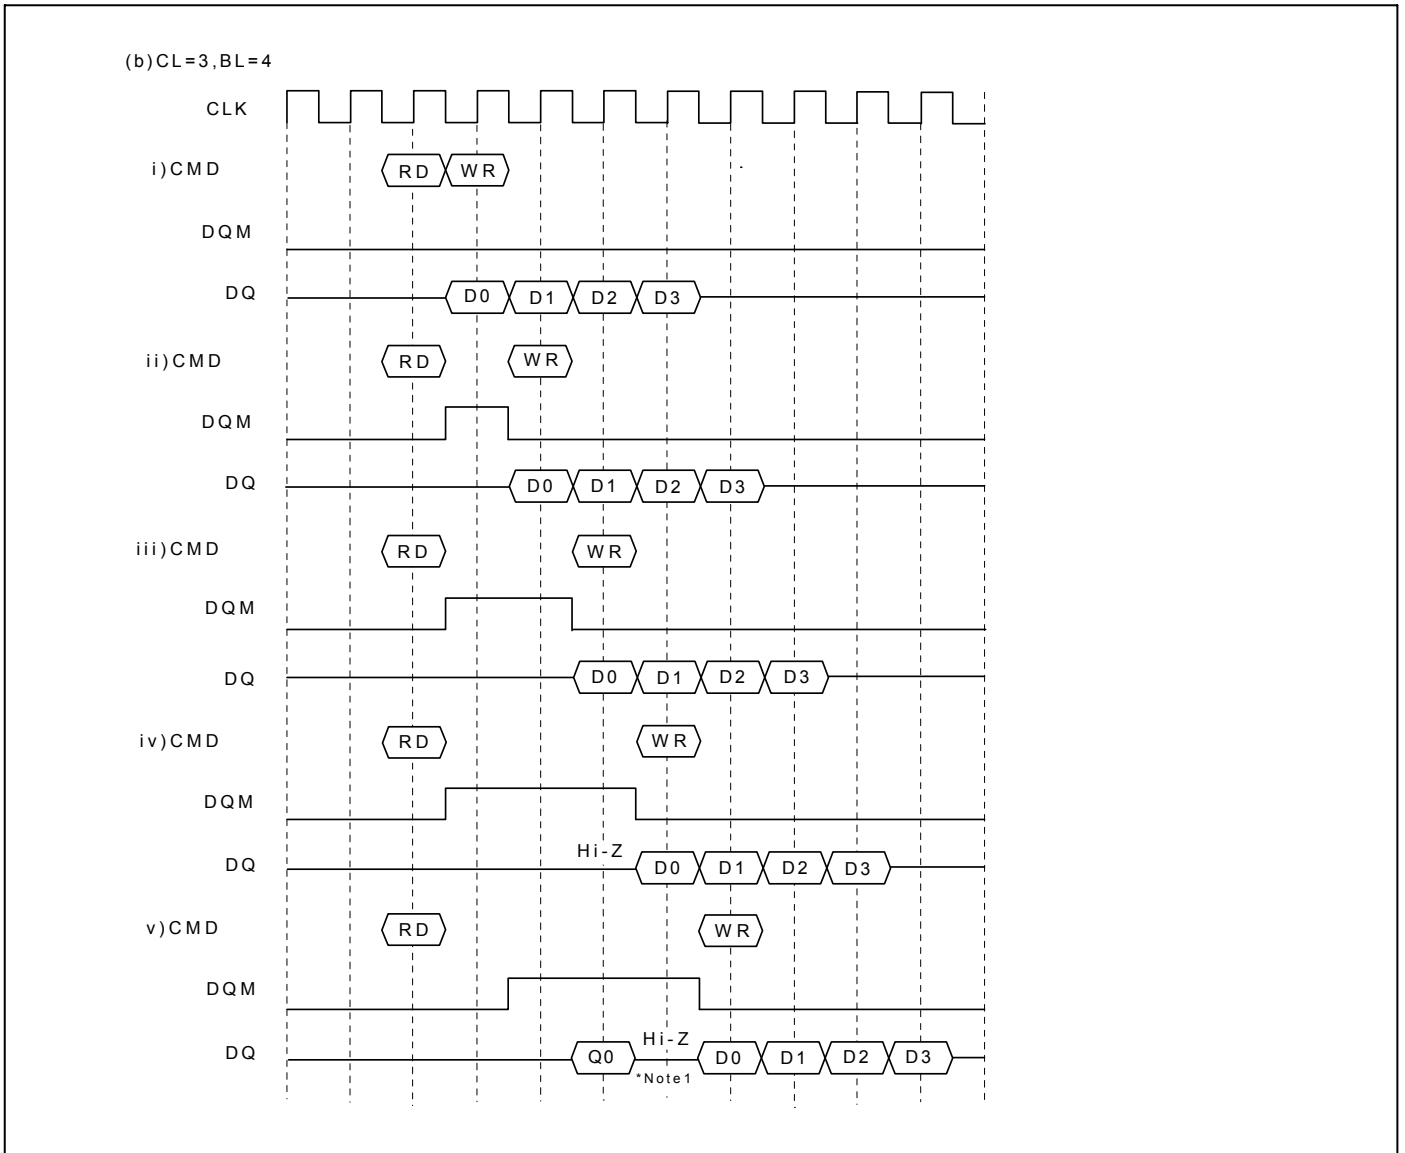 (b)CL=3,BL=4
CLK
i)CMD RD WR
DQM
DQ D0 D1 D2 D3
ii)CMD RD WR
DQM
DQ D0 D1 D2 D3
iii)CMD RD WR
DQM
DQ D0 D1 D2 D3
iv)CMD RD WR
DQM
DQ Hi-Z D0 D1 D2 D3
v)CMD RD WR
DQM
DQ Q0 Hi-Z D0 D1 D2 D3
*Note1